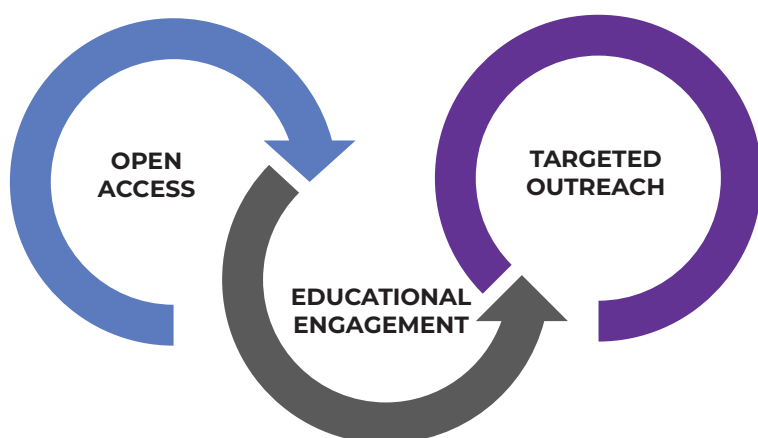 OPEN
ACCESS
EDUCATIONAL
ENGAGEMENT
TARGETED
OUTREACH